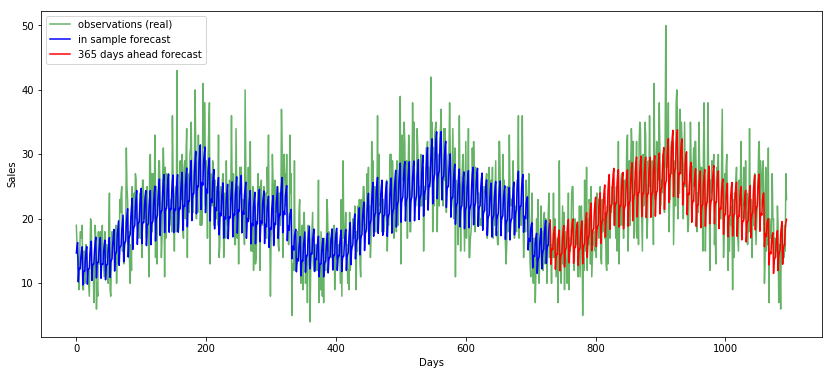 observations (real)
in sample forecast
365 days ahead forecast
50
40
30
20
10
Sales
0
200
400
600
800
1000
Days